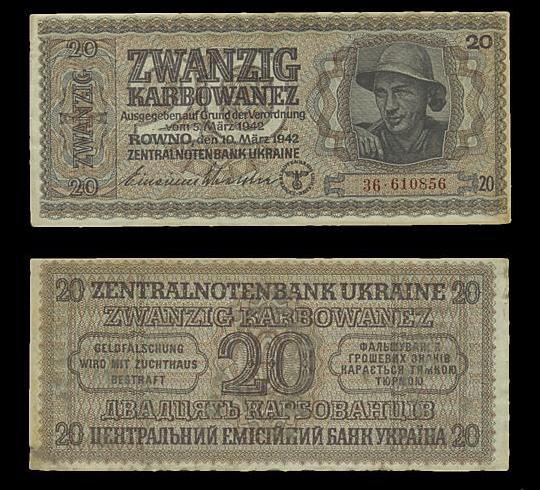 20
20
ZWANZIG
ZWANZIG
KARBOWANEZ
Ausgegeben auf Grund der Verordnung
vom 5. März 1942
ROWNO, den 10. März 1942
ZENTRALNOTENBANK UKRAINE
36·610856
20
20
20 ZENTRALNOTENBANK UKRAINE 20
ZWANZIG KARBOWANEZ
GELDFÄLSCHUNG
WIRD MIT ZUCHTHAUS
BESTRAFT
20
ФАЛЬШУВАННЯ
ГРОШЕВИХ ЗНАКІВ
КАРАЄТЬСЯ ТЯЖКОЮ
ТЮРМОЮ
ДВАДЦЯТЬ КАРБОВАНЦІВ
20 ЦЕНТРАЛЬНИЙ ЕМІСІЙНИЙ БАНК УКРАЇНА 20